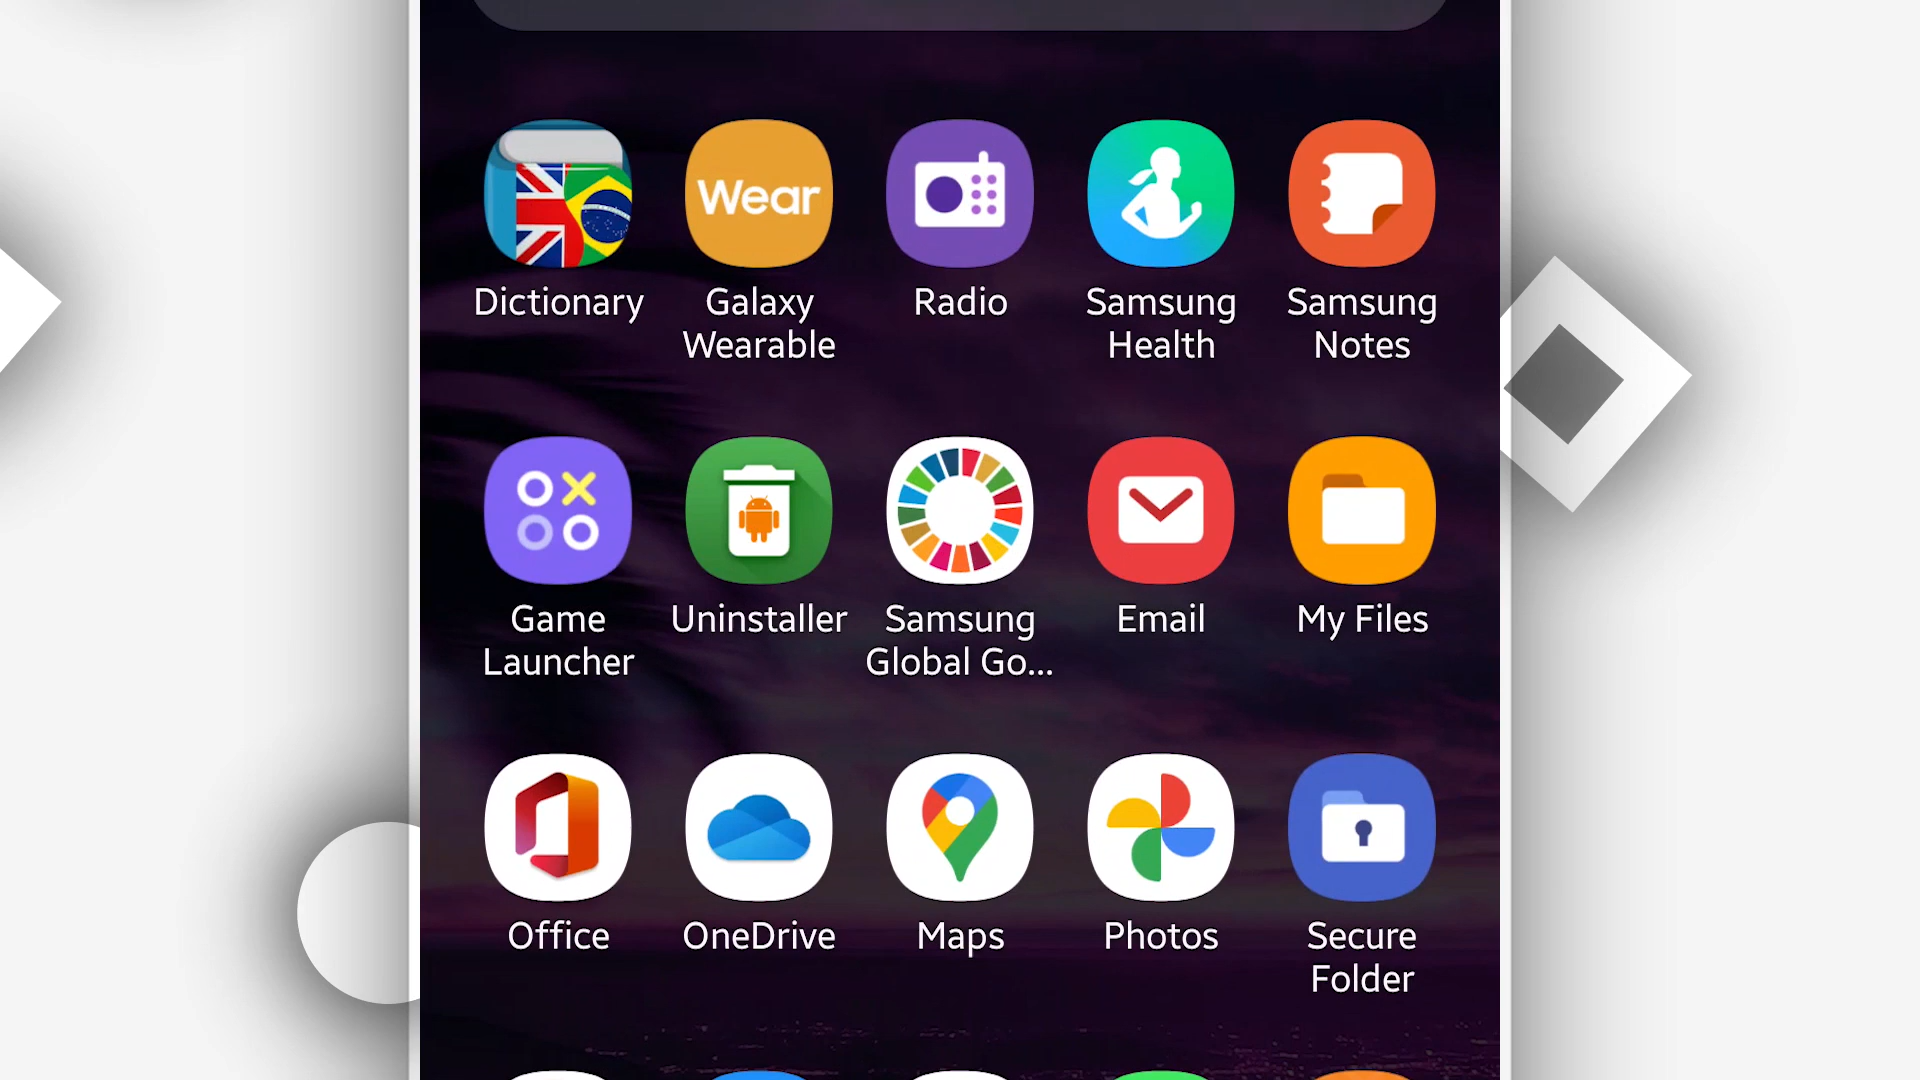 Wear
Dictionary
Galaxy
Wearable
Radio
Samsung
Health
Samsung
Notes
Game
Launcher
Uninstaller
Samsung
Global Go...
Email
My Files
Office
OneDrive
Maps
Photos
Secure
Folder